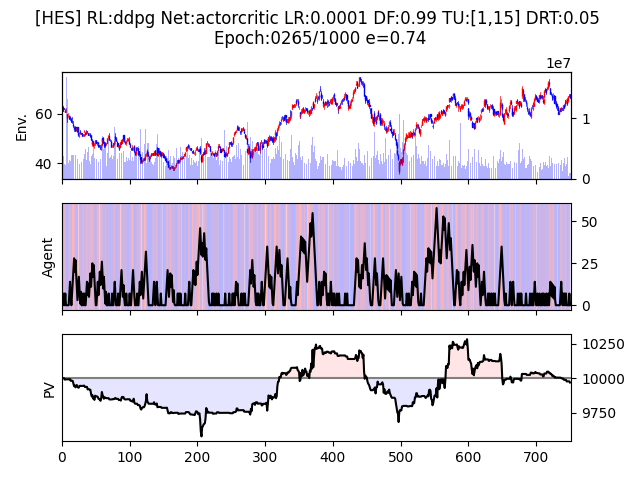 [HES] RL:ddpg Net:actorcritic LR:0.0001 DF:0.99 TU:[1,15] DRT:0.05
Epoch:0265/1000 e=0.74
1e7
Env.
60
40
1
0
Agent
50
25
0
PV
10250
10000
9750
0 100 200 300 400 500 600 700